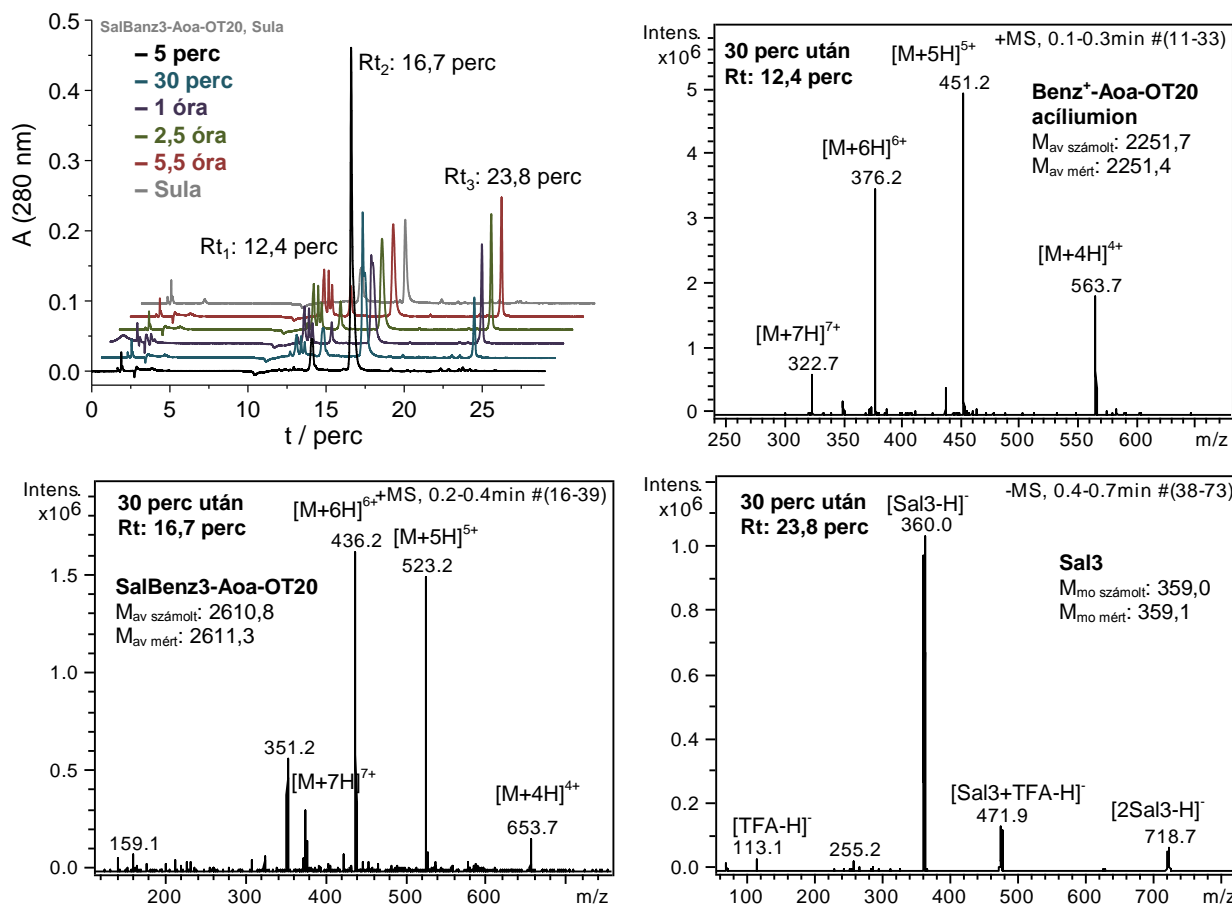 SalBanz3-Aoa-OT20, Sula
5 perc
30 perc
1 óra
2,5 óra
5,5 óra
Sula
Rt2: 16,7 perc
Rt3: 23,8 perc
Rt1: 12,4 perc
A (280 nm)
0.5
0.4
0.3
0.2
0.1
0.0
0 5 10 15 20 25
t / perc
Intens.
x10^6
30 perc után
Rt: 12,4 perc
+MS, 0.1-0.3min #(11-33)
[M+5H]5+
451.2
Benz+-Aoa-OT20
acíliumion
Mav számolt: 2251,7
Mav mért: 2251,4
[M+6H]6+
376.2
[M+4H]4+
563.7
[M+7H]7+
322.7
5
4
3
2
1
0
250 350 400 450 500 550 600 m/z
Intens.
x10^6
30 perc után
Rt: 16,7 perc
+MS, 0.2-0.4min #(16-39)
[M+6H]6+
436.2
[M+5H]5+
523.2
SalBenz3-Aoa-OT20
Mav számolt: 2610,8
Mav mért: 2611,3
351.2
[M+7H]7+
[M+4H]4+
653.7
159.1
1.5
1.0
0.5
0.0
200 300 400 500 600 m/z
Intens.
x10^6
30 perc után
Rt: 23,8 perc
-MS, 0.4-0.7min #(38-73)
[Sal3-H]-
360.0
Sal3
Mmo számolt: 359,0
Mmo mért: 359,1
[Sal3+TFA-H]-
471.9
[2Sal3-H]-
718.7
[TFA-H]-
113.1
255.2
1.0
0.8
0.6
0.4
0.2
0.0
100 200 300 400 500 600 700 800 m/z